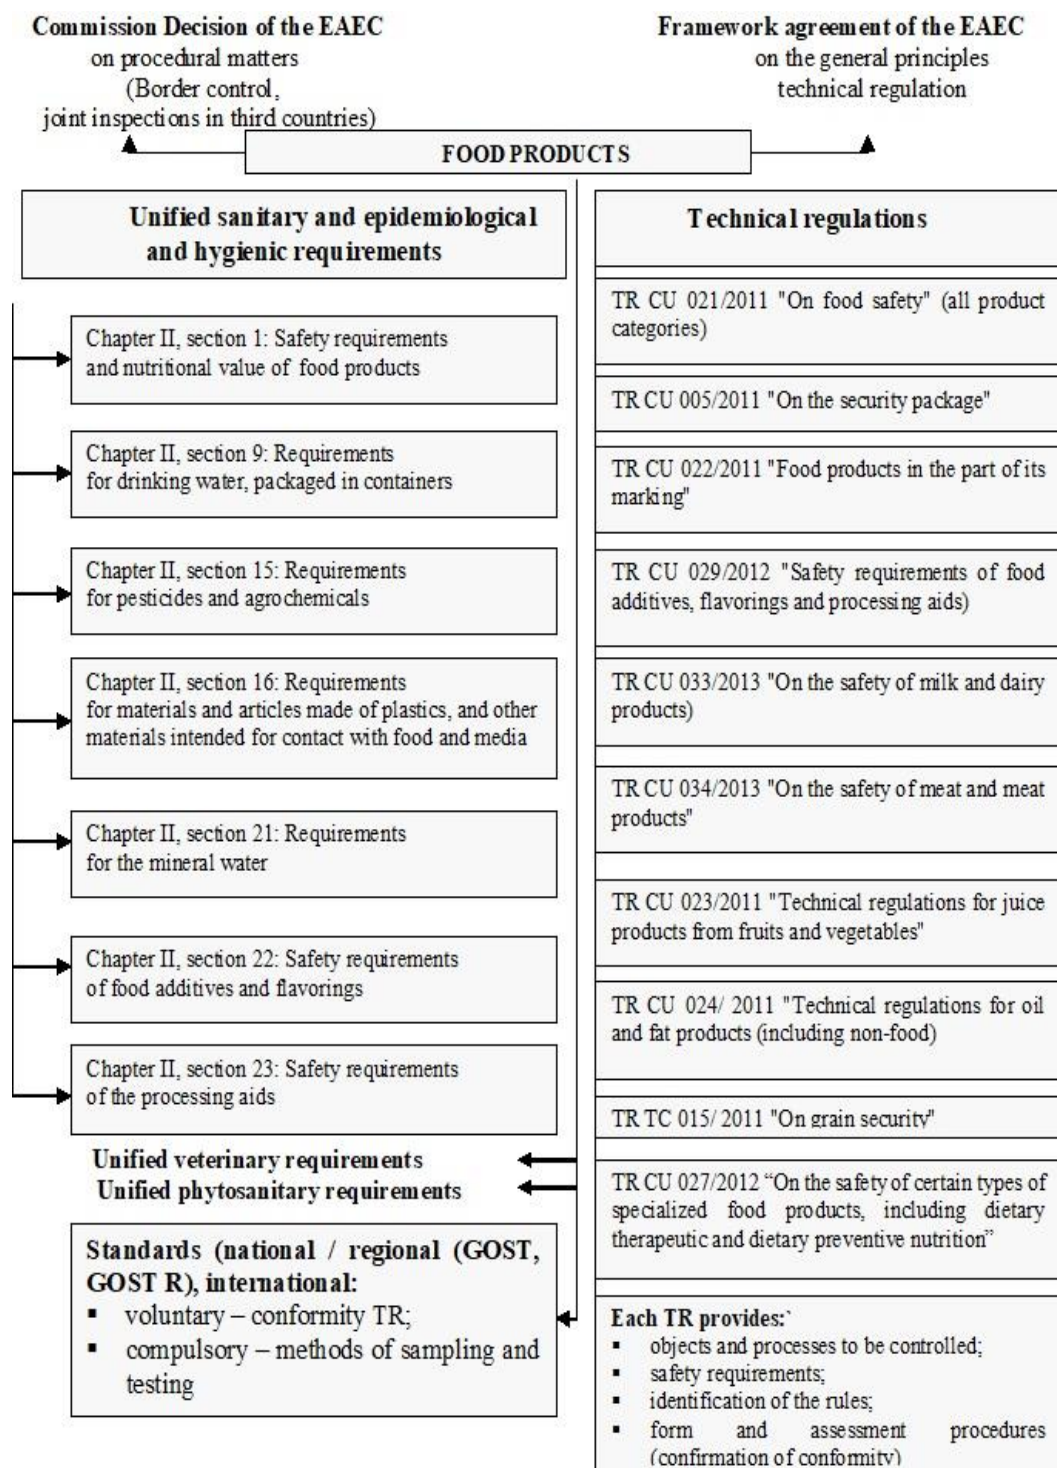 Commission Decision of the EAEC
on procedural matters
(Border control,
joint inspections in third countries)
Framework agreement of the EAEC
on the general principles
technical regulation
FOOD PRODUCTS
Unified sanitary and epidemiological
and hygienic requirements
Chapter II, section 1: Safety requirements
and nutritional value of food products
Chapter II, section 9: Requirements
for drinking water, packaged in containers
Chapter II, section 15: Requirements
for pesticides and agrochemicals
Chapter II, section 16: Requirements
for materials and articles made of plastics, and other
materials intended for contact with food and media
Chapter II, section 21: Requirements
for the mineral water
Chapter II, section 22: Safety requirements
of food additives and flavorings
Chapter II, section 23: Safety requirements
of the processing aids
Unified veterinary requirements
Unified phytosanitary requirements
Standards (national / regional (GOST,
GOST R), international:
▪ voluntary – conformity TR;
▪ compulsory – methods of sampling and
testing
Technical regulations
TR CU 021/2011 "On food safety" (all product
categories)
TR CU 005/2011 "On the security package"
TR CU 022/2011 "Food products in the part of its
marking"
TR CU 029/2012 "Safety requirements of food
additives, flavorings and processing aids)
TR CU 033/2013 "On the safety of milk and dairy
products)
TR CU 034/2013 "On the safety of meat and meat
products"
TR CU 023/2011 "Technical regulations for juice
products from fruits and vegetables"
TR CU 024/ 2011 "Technical regulations for oil
and fat products (including non-food)
TR TC 015/ 2011 "On grain security"
TR CU 027/2012 “On the safety of certain types of
specialized food products, including dietary
therapeutic and dietary preventive nutrition”
Each TR provides:`
▪ objects and processes to be controlled;
▪ safety requirements;
▪ identification of the rules;
▪ form and assessment procedures
(confirmation of conformity)